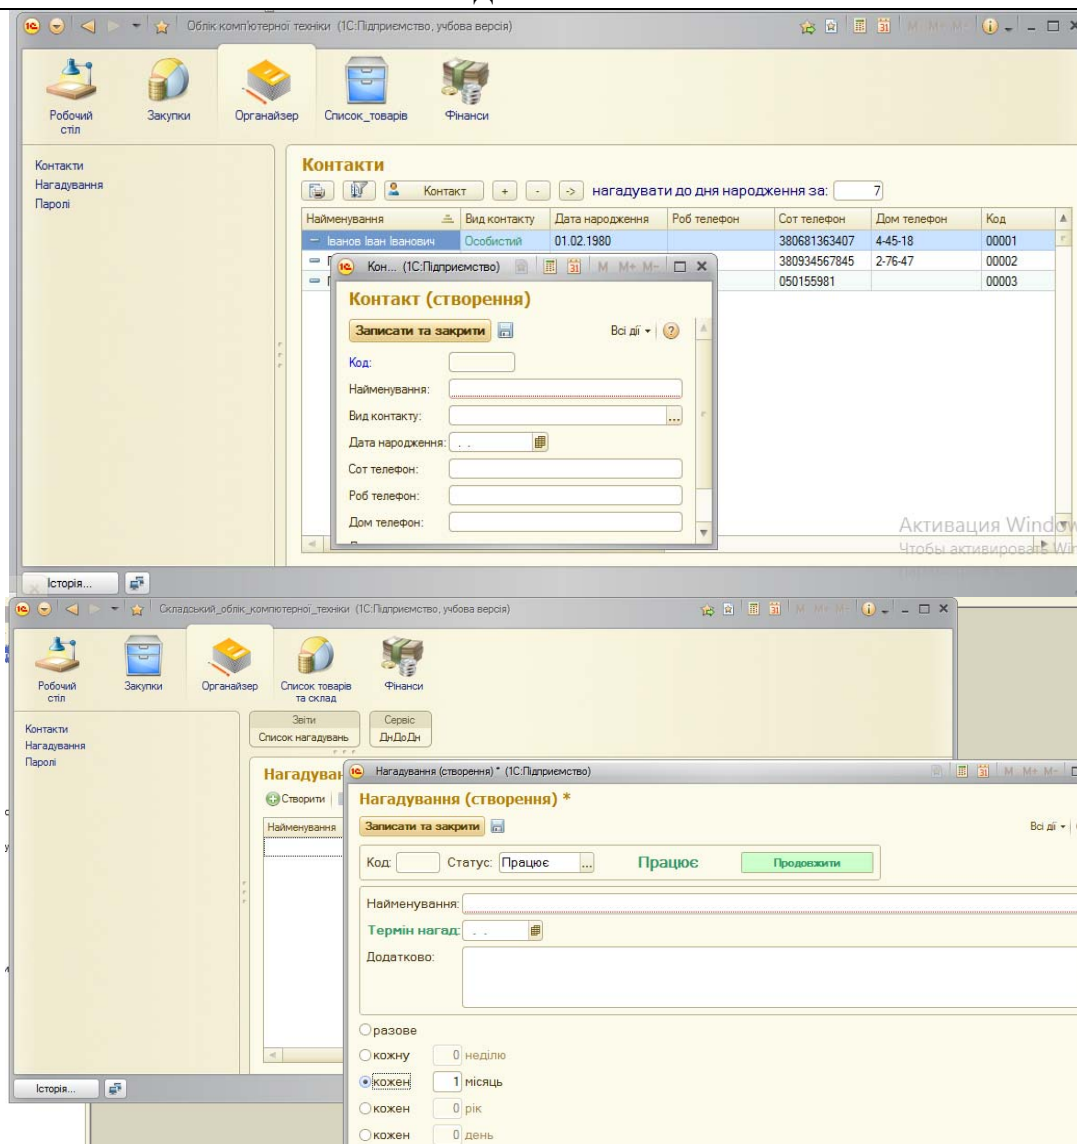 Облік комп'ютерної техніки (1С:Підприємство, учбова версія) M M+ M-
Робочий стіл Закупки Органайзер Список_товарів Фінанси
Контакти
Нагадування
Паролі
Контакти
Контакт + - -> нагадувати до дня народження за: 7
Найменування Вид контакту Дата народження Роб телефон Сот телефон Дом телефон Код
Іванов Іван Іванович Особистий 01.02.1980 380681363407 4-45-18 00001
380934567845 2-76-47 00002
050155981 00003
Кон... (1С:Підприємство) M M+ M-
Контакт (створення)
Записати та закрити Всі дії
Код:
Найменування:
Вид контакту: ...
Дата народження: . .
Сот телефон:
Роб телефон:
Дом телефон:
Активация Window
Чтобы активировать Wir
Історія...
Складський_облік_компютерної_техніки (1С:Підприємство, учбова версія) M M+ M-
Робочий стіл Закупки Органайзер Список товарів та склад Фінанси
Контакти
Нагадування
Паролі
Звіти Сервіс
Список нагадувань ДнДоДн
Нагадуван
Створити
Найменування
Нагадування (створення) * (1С:Підприємство) M M+ M-
Нагадування (створення) *
Записати та закрити Всі дії
Код: Статус: Працює ... Працює Продовжити
Найменування:
Термін нагад: . .
Додатково:
разове
кожну 0 неділю
кожен 1 місяць
кожен 0 рік
кожен 0 день
Історія...